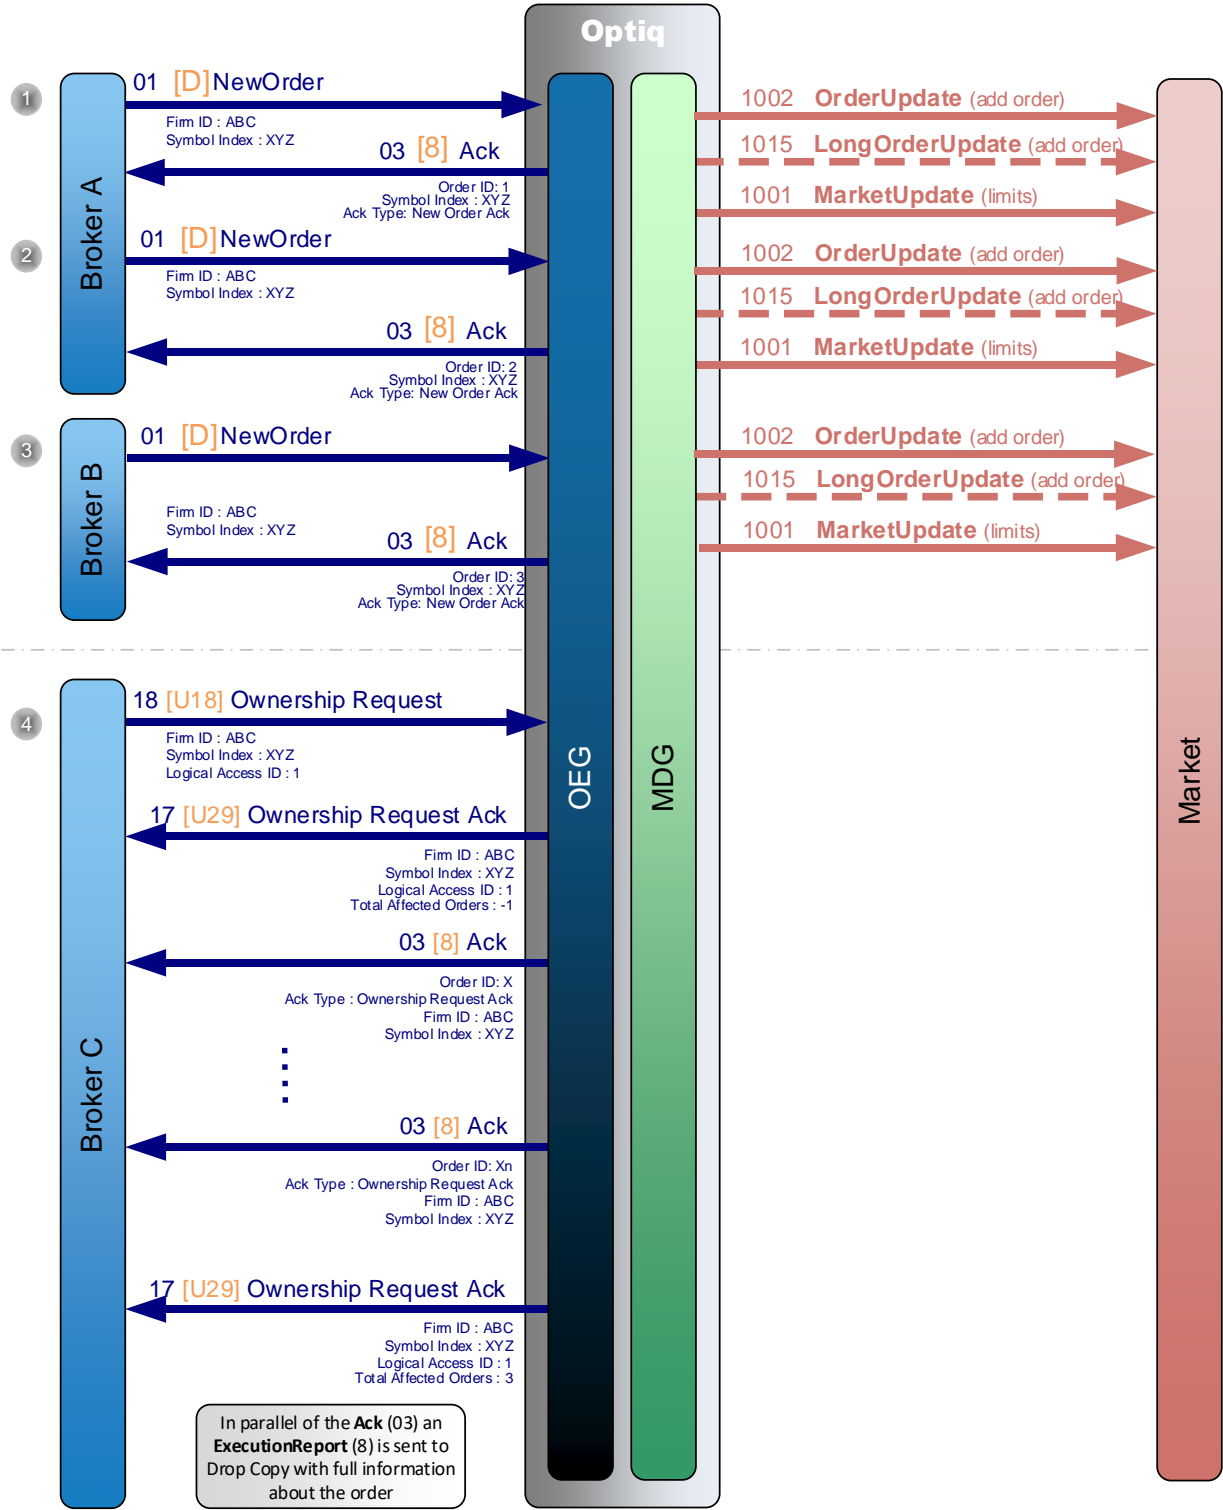 Optiq
1
01 [D]NewOrder
Firm ID : ABC
Symbol Index : XYZ
03 [8] Ack
Order ID: 1
Symbol Index : XYZ
Ack Type: New Order Ack
1002 OrderUpdate (add order)
1015 LongOrderUpdate (add order)
1001 MarketUpdate (limits)
Broker A
2
01 [D]NewOrder
Firm ID : ABC
Symbol Index : XYZ
03 [8] Ack
Order ID: 2
Symbol Index : XYZ
Ack Type: New Order Ack
1002 OrderUpdate (add order)
1015 LongOrderUpdate (add order)
1001 MarketUpdate (limits)
3
Broker B
01 [D]NewOrder
Firm ID : ABC
Symbol Index : XYZ
03 [8] Ack
Order ID: 3
Symbol Index : XYZ
Ack Type: New Order Ack
1002 OrderUpdate (add order)
1015 LongOrderUpdate (add order)
1001 MarketUpdate (limits)
4
18 [U18] Ownership Request
Firm ID : ABC
Symbol Index : XYZ
Logical Access ID : 1
OEG
MDG
Market
17 [U29] Ownership Request Ack
Firm ID : ABC
Symbol Index : XYZ
Logical Access ID : 1
Total Affected Orders : -1
03 [8] Ack
Order ID: X
Ack Type : Ownership Request Ack
Firm ID : ABC
Symbol Index : XYZ
Broker C
03 [8] Ack
Order ID: Xn
Ack Type : Ownership Request Ack
Firm ID : ABC
Symbol Index : XYZ
17 [U29] Ownership Request Ack
Firm ID : ABC
Symbol Index : XYZ
Logical Access ID : 1
Total Affected Orders : 3
In parallel of the Ack (03) an
ExecutionReport (8) is sent to
Drop Copy with full information
about the order